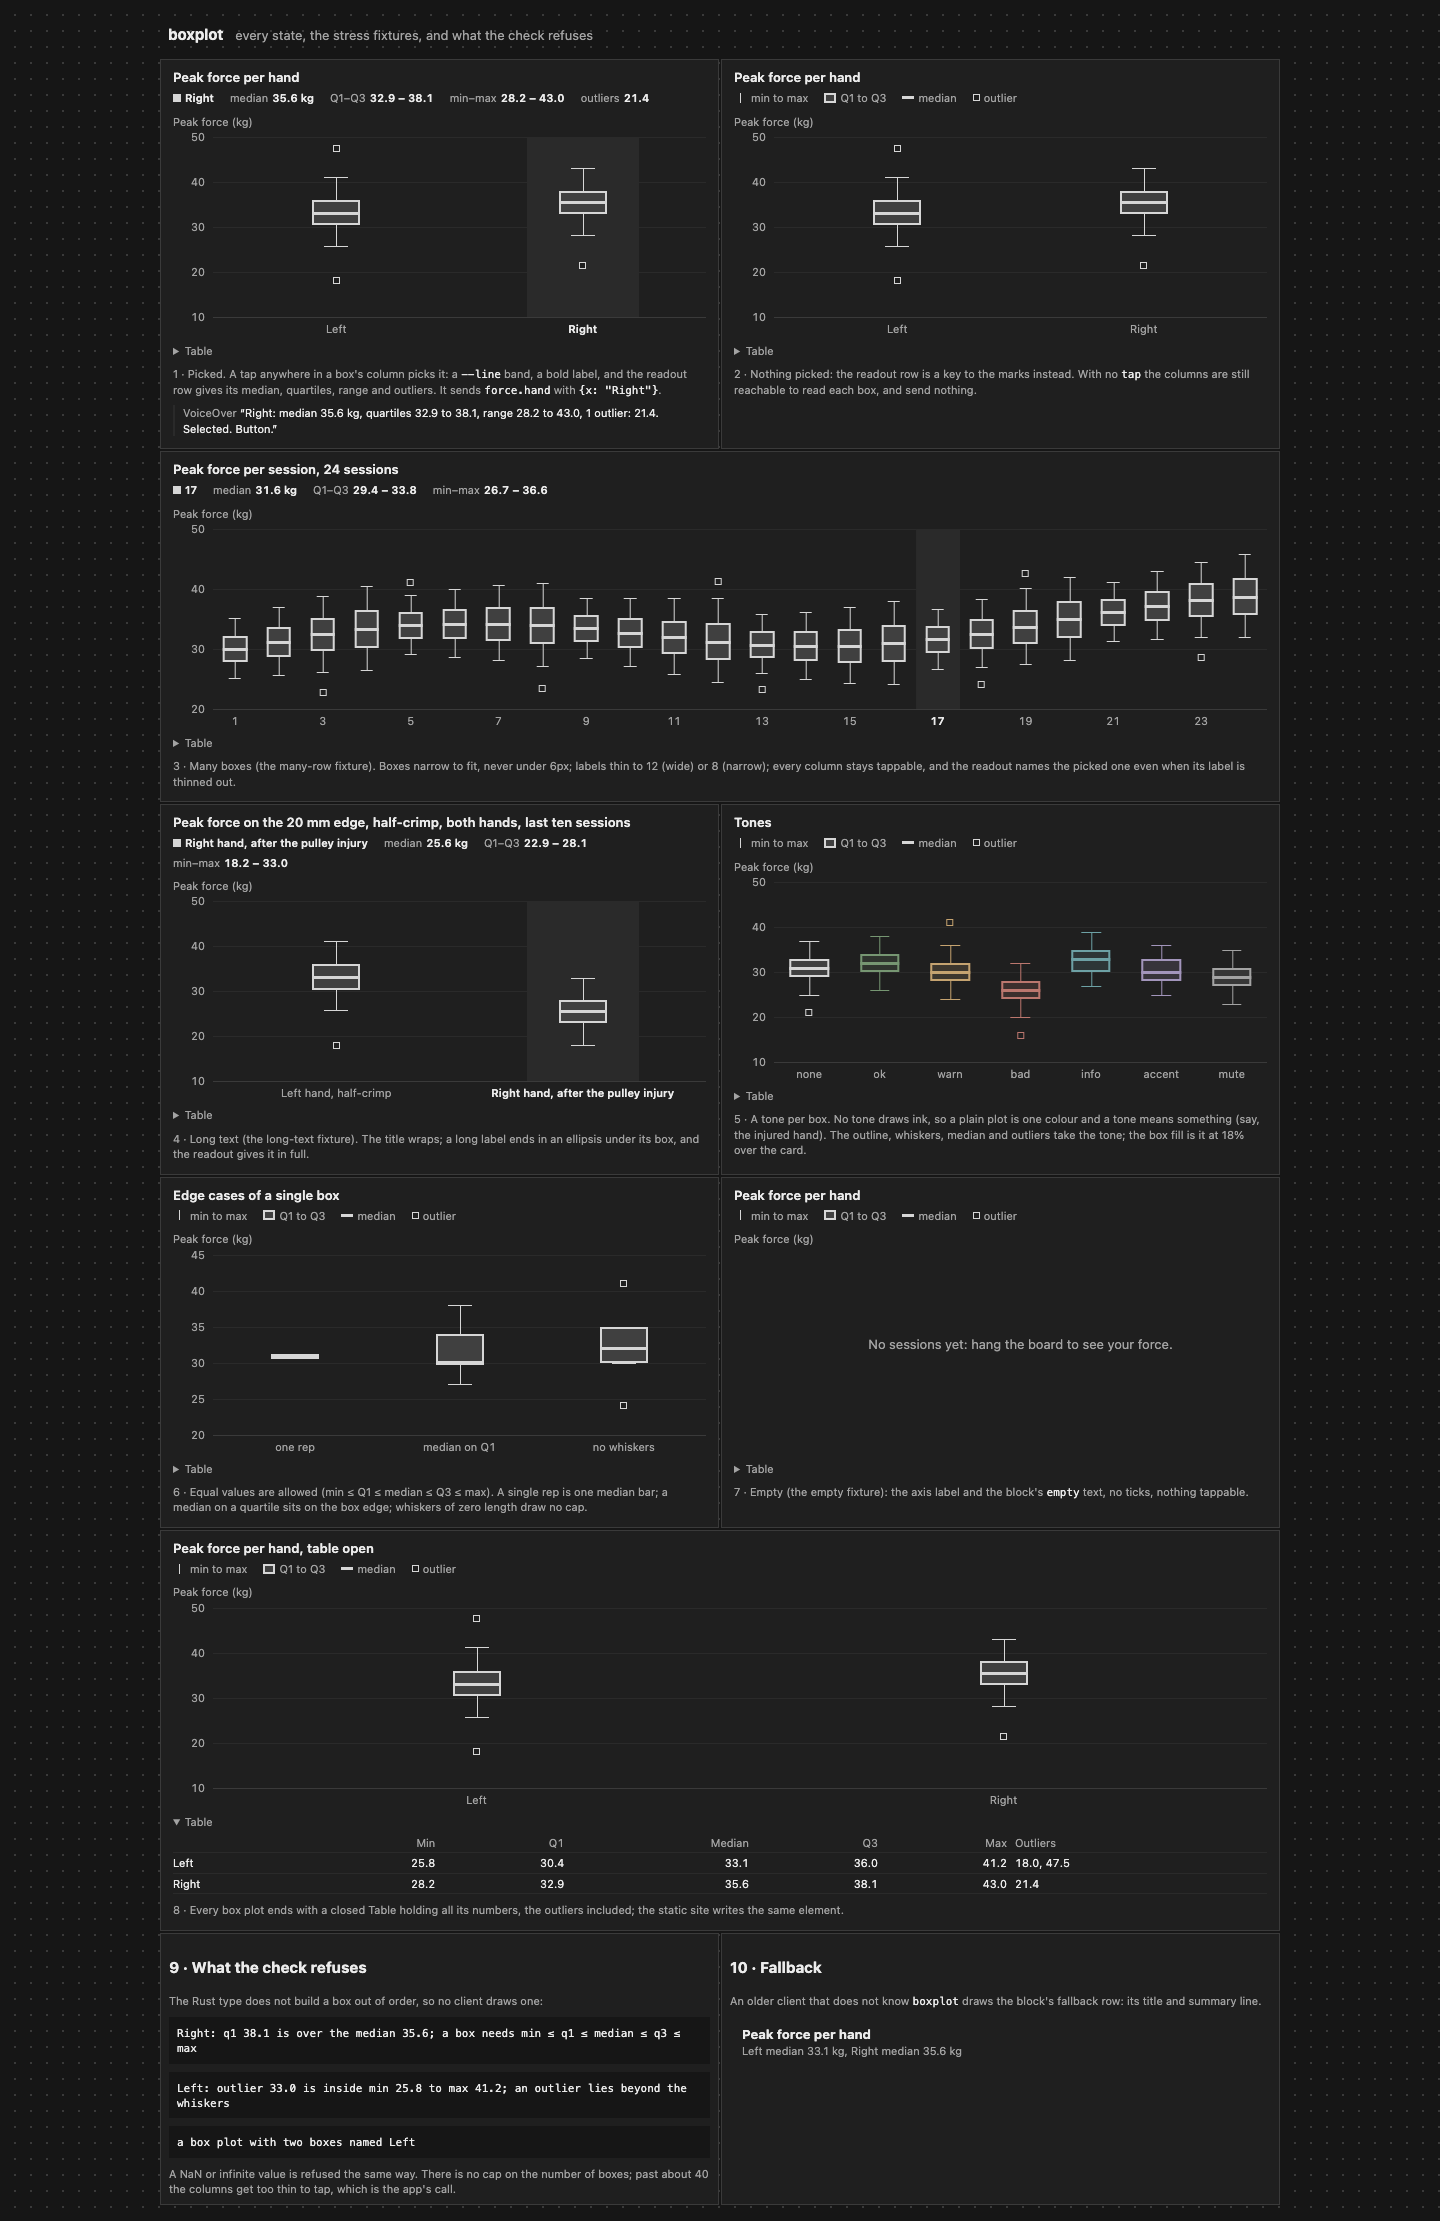 boxplot every state, the stress fixtures, and what the check refuses
Peak force per hand
Right median 35.6 kg Q1–Q3 32.9 – 38.1 min–max 28.2 – 43.0 outliers 21.4
Peak force (kg)
50
40
30
20
10
Left Right
Table
1 · Picked. A tap anywhere in a box's column picks it: a --line band, a bold label, and the readout
row gives its median, quartiles, range and outliers. It sends force.hand with {x: "Right"}.
VoiceOver "Right: median 35.6 kg, quartiles 32.9 to 38.1, range 28.2 to 43.0, 1 outlier: 21.4.
Selected. Button."
Peak force per hand
min to max Q1 to Q3 median outlier
Peak force (kg)
50
40
30
20
10
Left Right
Table
2 · Nothing picked: the readout row is a key to the marks instead. With no tap the columns are still
reachable to read each box, and send nothing.
Peak force per session, 24 sessions
17 median 31.6 kg Q1–Q3 29.4 – 33.8 min–max 26.7 – 36.6
Peak force (kg)
50
40
30
20
1 3 5 7 9 11 13 15 17 19 21 23
Table
3 · Many boxes (the many-row fixture). Boxes narrow to fit, never under 6px; labels thin to 12 (wide) or 8 (narrow); every column stays tappable, and the readout names the picked one even when its label is
thinned out.
Peak force on the 20 mm edge, half-crimp, both hands, last ten sessions
Right hand, after the pulley injury median 25.6 kg Q1–Q3 22.9 – 28.1
min–max 18.2 – 33.0
Peak force (kg)
50
40
30
20
10
Left hand, half-crimp Right hand, after the pulley injury
Table
4 · Long text (the long-text fixture). The title wraps; a long label ends in an ellipsis under its box, and
the readout gives it in full.
Tones
min to max Q1 to Q3 median outlier
Peak force (kg)
50
40
30
20
10
none ok warn bad info accent mute
Table
5 · A tone per box. No tone draws ink, so a plain plot is one colour and a tone means something (say,
the injured hand). The outline, whiskers, median and outliers take the tone; the box fill is it at 18%
over the card.
Edge cases of a single box
min to max Q1 to Q3 median outlier
Peak force (kg)
45
40
35
30
25
20
one rep median on Q1 no whiskers
Table
6 · Equal values are allowed (min ≤ Q1 ≤ median ≤ Q3 ≤ max). A single rep is one median bar; a
median on a quartile sits on the box edge; whiskers of zero length draw no cap.
Peak force per hand
min to max Q1 to Q3 median outlier
Peak force (kg)
No sessions yet: hang the board to see your force.
Table
7 · Empty (the empty fixture): the axis label and the block's empty text, no ticks, nothing tappable.
Peak force per hand, table open
min to max Q1 to Q3 median outlier
Peak force (kg)
50
40
30
20
10
Left Right
Table
Min Q1 Median Q3 Max Outliers
Left 25.8 30.4 33.1 36.0 41.2 18.0, 47.5
Right 28.2 32.9 35.6 38.1 43.0 21.4
8 · Every box plot ends with a closed Table holding all its numbers, the outliers included; the static site writes the same element.
9 · What the check refuses
The Rust type does not build a box out of order, so no client draws one:
Right: q1 38.1 is over the median 35.6; a box needs min ≤ q1 ≤ median ≤ q3 ≤
max
Left: outlier 33.0 is inside min 25.8 to max 41.2; an outlier lies beyond the
whiskers
a box plot with two boxes named Left
A NaN or infinite value is refused the same way. There is no cap on the number of boxes; past about 40
the columns get too thin to tap, which is the app's call.
10 · Fallback
An older client that does not know boxplot draws the block's fallback row: its title and summary line.
Peak force per hand
Left median 33.1 kg, Right median 35.6 kg